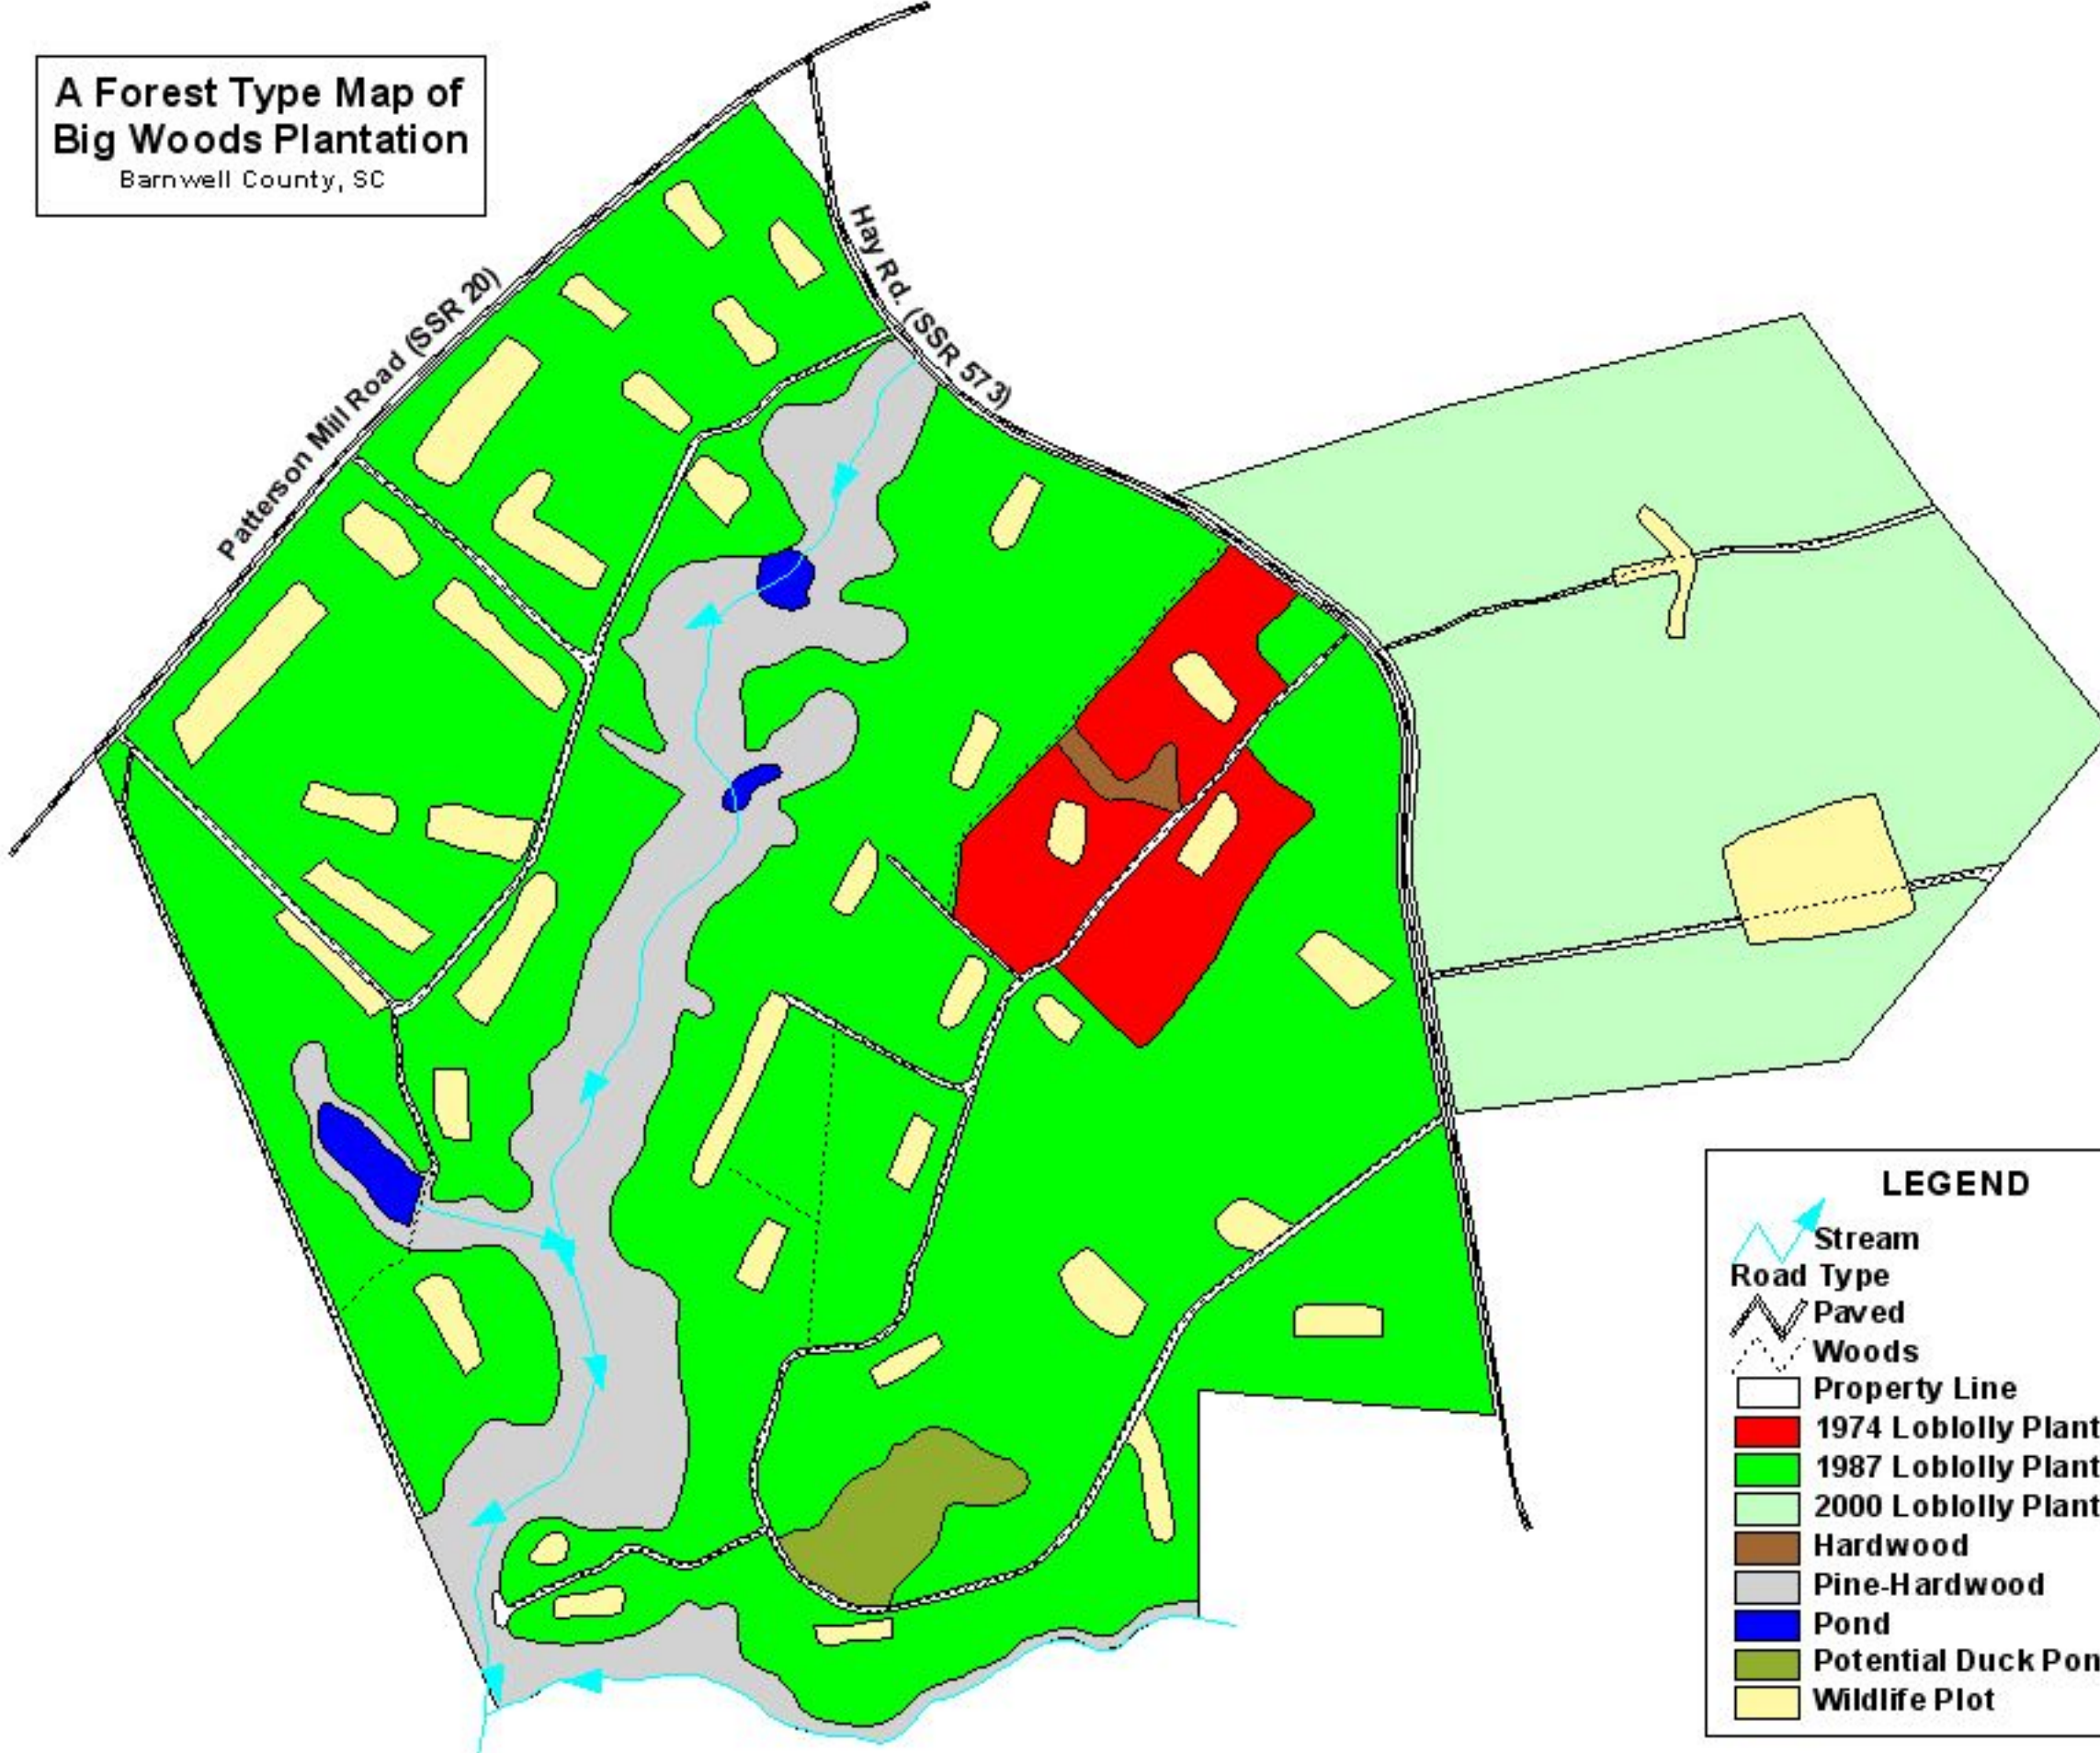 A Forest Type Map of
Big Woods Plantation
Barnwell County, SC
Patterson Mill Road (SSR 20)
Hay Rd. (SSR 573)
LEGEND
Stream
Road Type
Paved
Woods
Property Line
1974 Loblolly Plant
1987 Loblolly Plant
2000 Loblolly Plant
Hardwood
Pine-Hardwood
Pond
Potential Duck Pon
Wildlife Plot